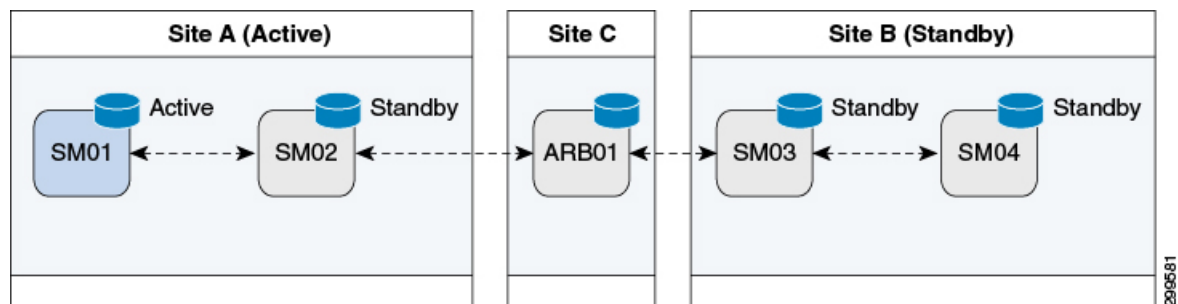 Site A (Active)
Site C
Site B (Standby)
Active
Standby
Standby
Standby
SM01
SM02
ARB01
SM03
SM04
299581